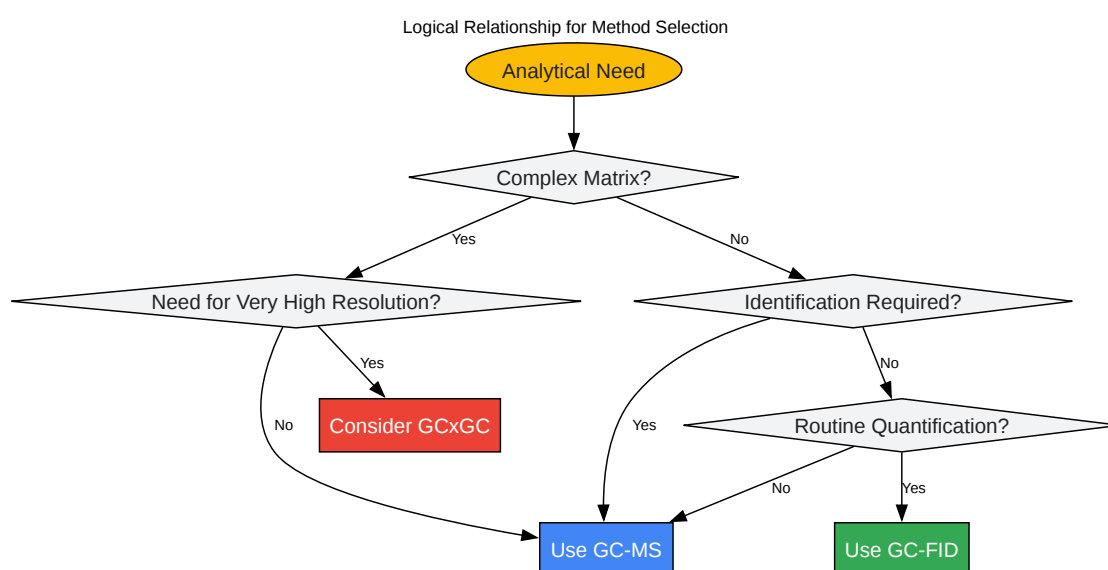 Logical Relationship for Method Selection
Analytical Need
Complex Matrix?
Yes
No
Need for Very High Resolution?
Identification Required?
Yes
No
Consider GCxGC
No
Yes
Routine Quantification?
No
Yes
Use GC-MS
Use GC-FID